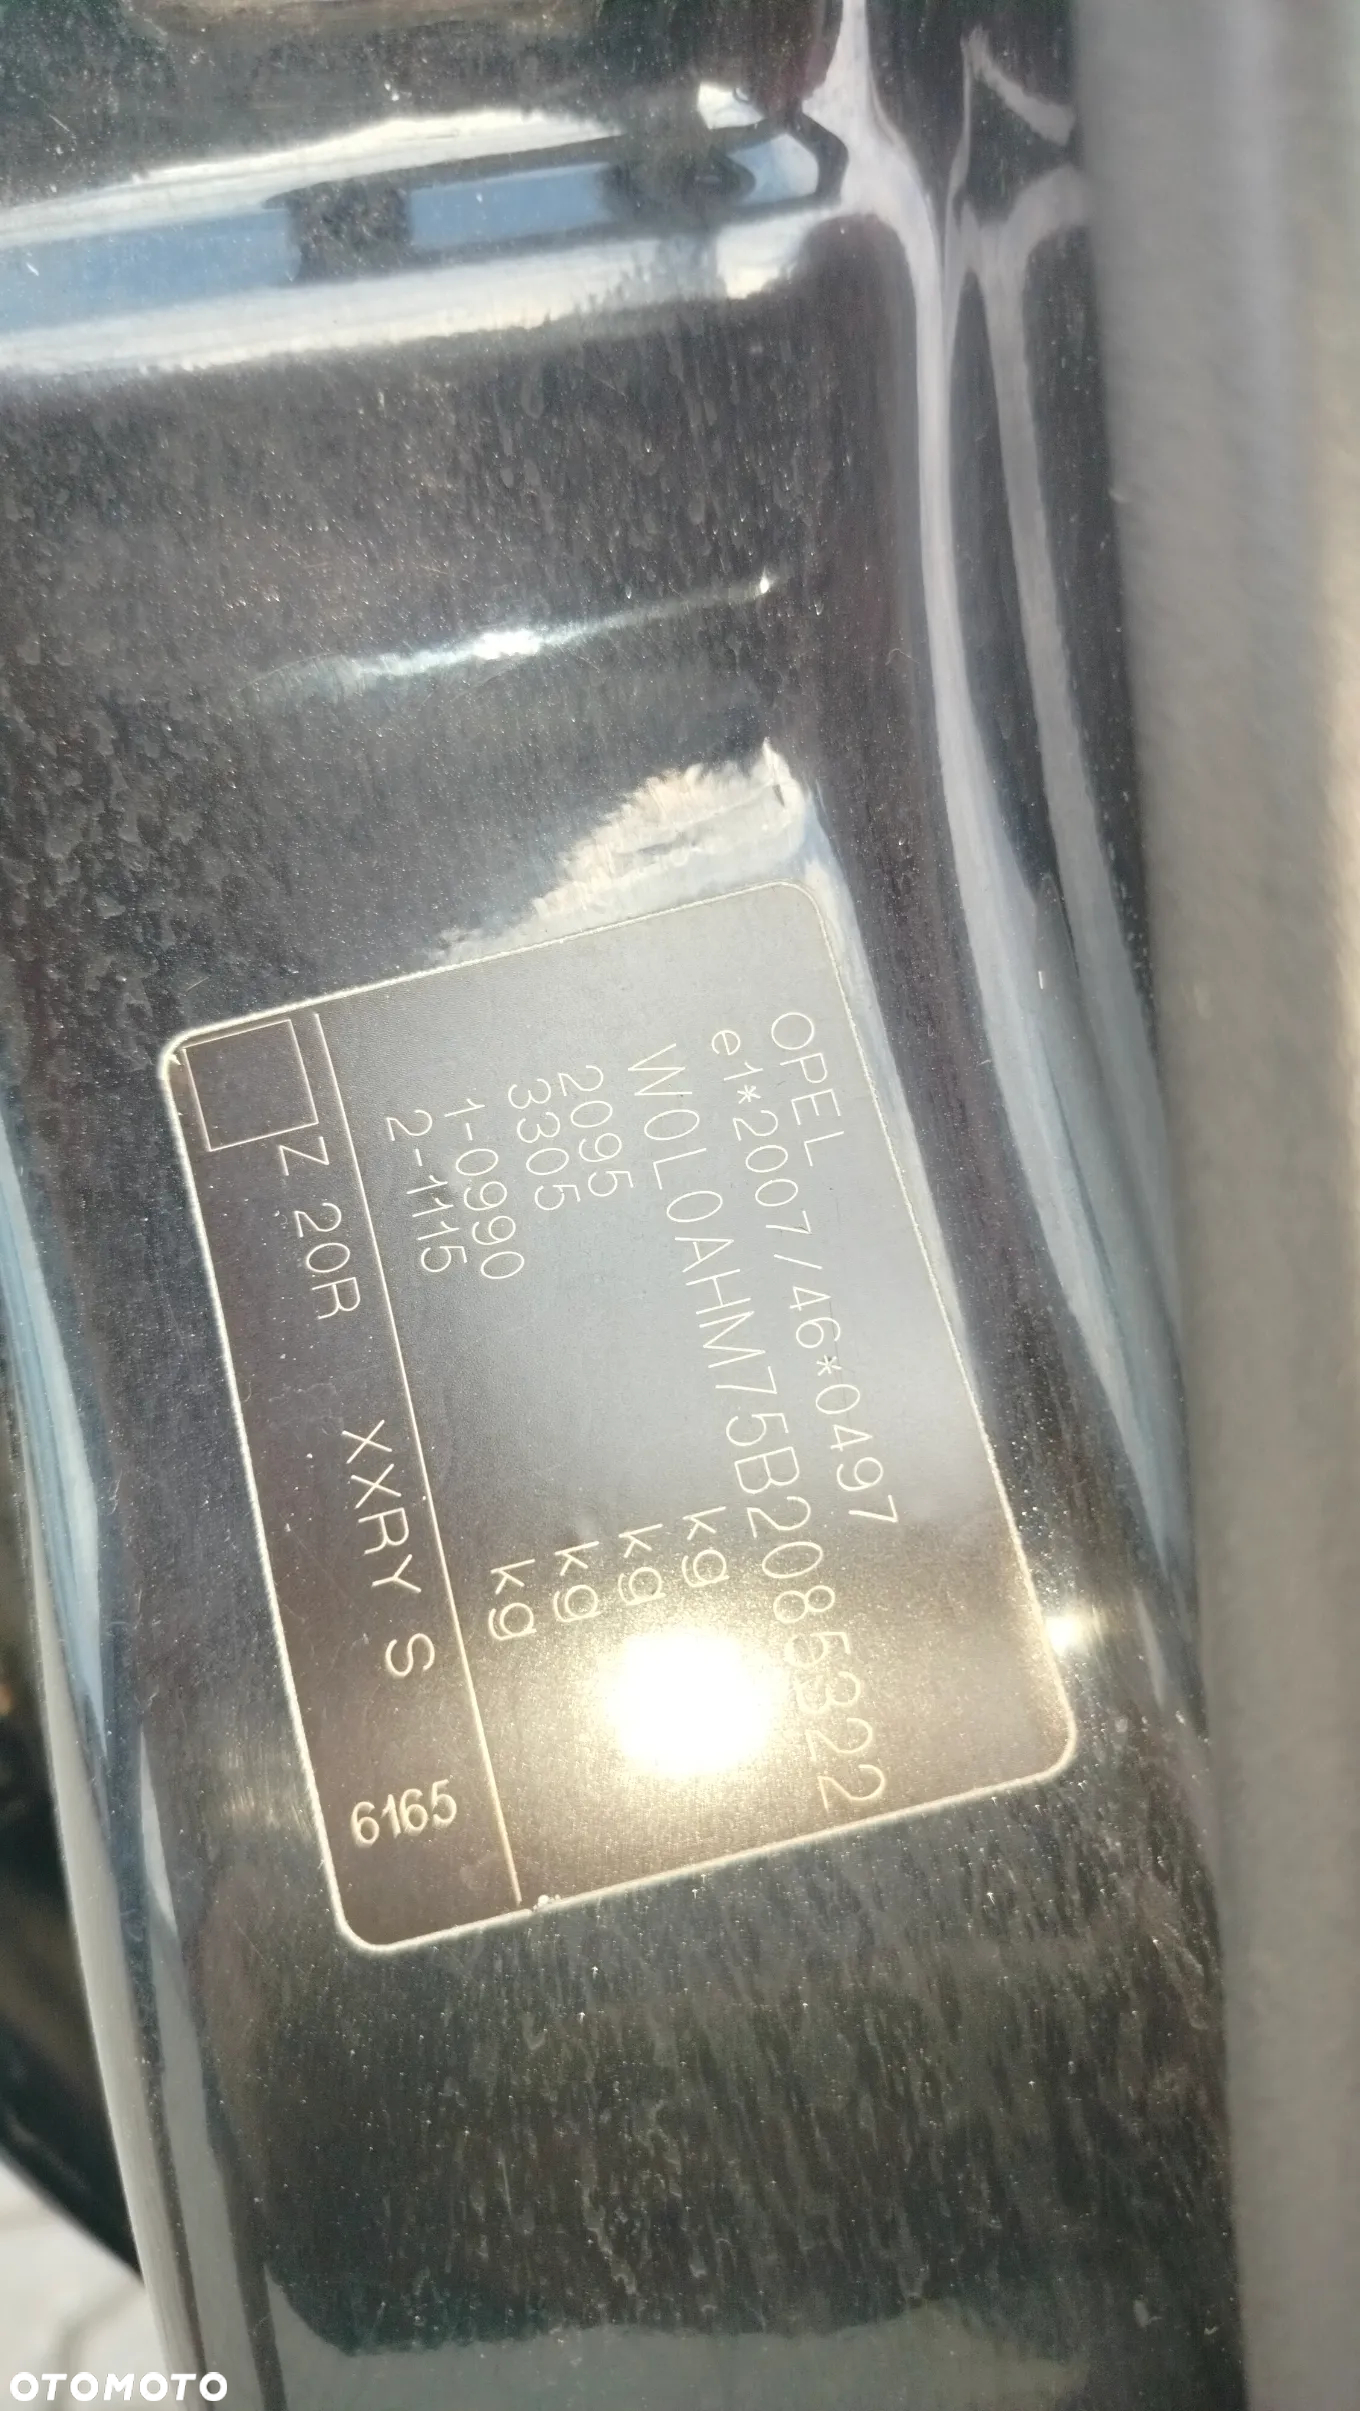 OPEL
e1*2007/46*0497
W0L0AHM75B2085322
2095 kg
3305 kg
1-0990 kg
2-1115 kg
Z 20R XXRY S 6165
OTOMOTO